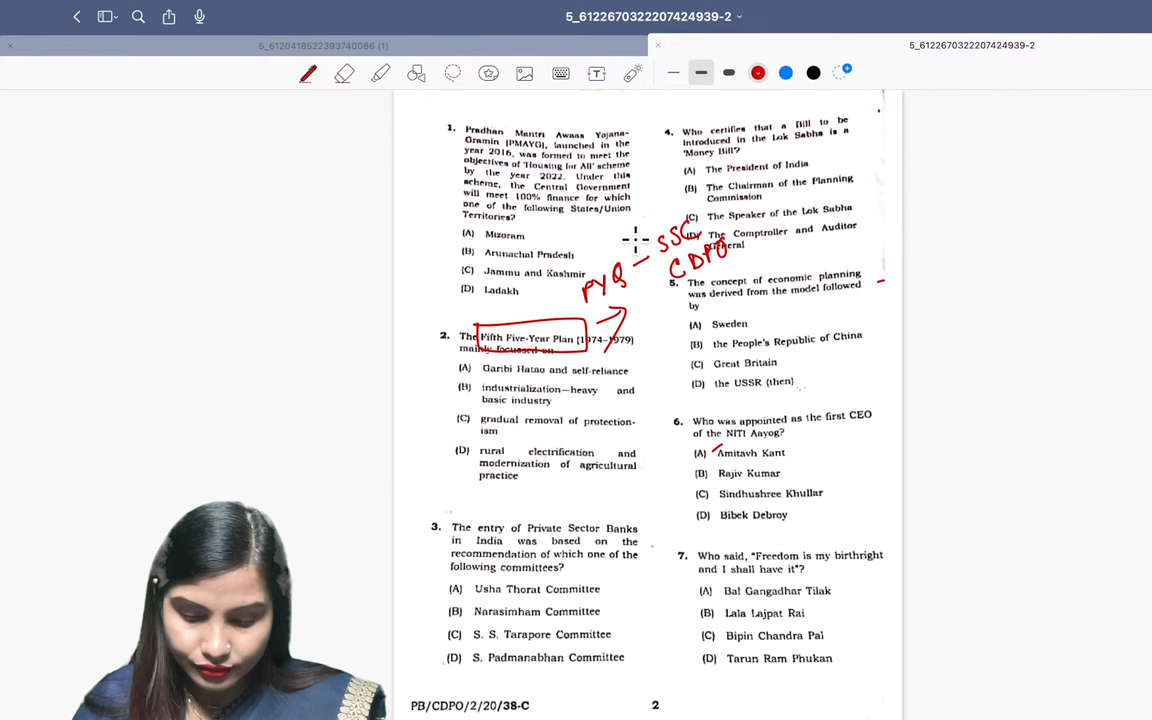 5_6122670322207424939-2
5_6120418522393740086 (1)
5_6122670322207424939-2
1. Pradhan Mantri Awaas Yojana-
Gramin (PMAYG), launched in the
year 2016, was formed to meet the
objectives of 'Housing for All' scheme
by the year 2022. Under this
scheme, the Central Government
will meet 100% finance for which
one of the following States/Union
Territories?
(A) Mizoram
(B) Arunachal Pradesh
(C) Jammu and Kashmir
(D) Ladakh
2. The Fifth Five-Year Plan (1974-1979)
mainly focussed on
(A) Garibi Hatao and self-reliance
(B) industrialization—heavy and
basic industry
(C) gradual removal of protection-
ism
(D) rural electrification and
modernization of agricultural
practice
3. The entry of Private Sector Banks
in India was based on the
recommendation of which one of the
following committees?
(A) Usha Thorat Committee
(B) Narasimham Committee
(C) S. S. Tarapore Committee
(D) S. Padmanabhan Committee
PYQ - SSC
CDPO
4. Who certifies that a Bill to be
introduced in the Lok Sabha is a
'Money Bill'?
(A) The President of India
(B) The Chairman of the Planning
Commission
(C) The Speaker of the Lok Sabha
(D) The Comptroller and Auditor
General
5. The concept of economic planning
was derived from the model followed
by
(A) Sweden
(B) the People's Republic of China
(C) Great Britain
(D) the USSR (then)
6. Who was appointed as the first CEO
of the NITI Aayog?
(A) Amitavh Kant
(B) Rajiv Kumar
(C) Sindhushree Khullar
(D) Bibek Debroy
7. Who said, "Freedom is my birthright
and I shall have it"?
(A) Bal Gangadhar Tilak
(B) Lala Lajpat Rai
(C) Bipin Chandra Pal
(D) Tarun Ram Phukan
PB/CDPO/2/20/38-C
2